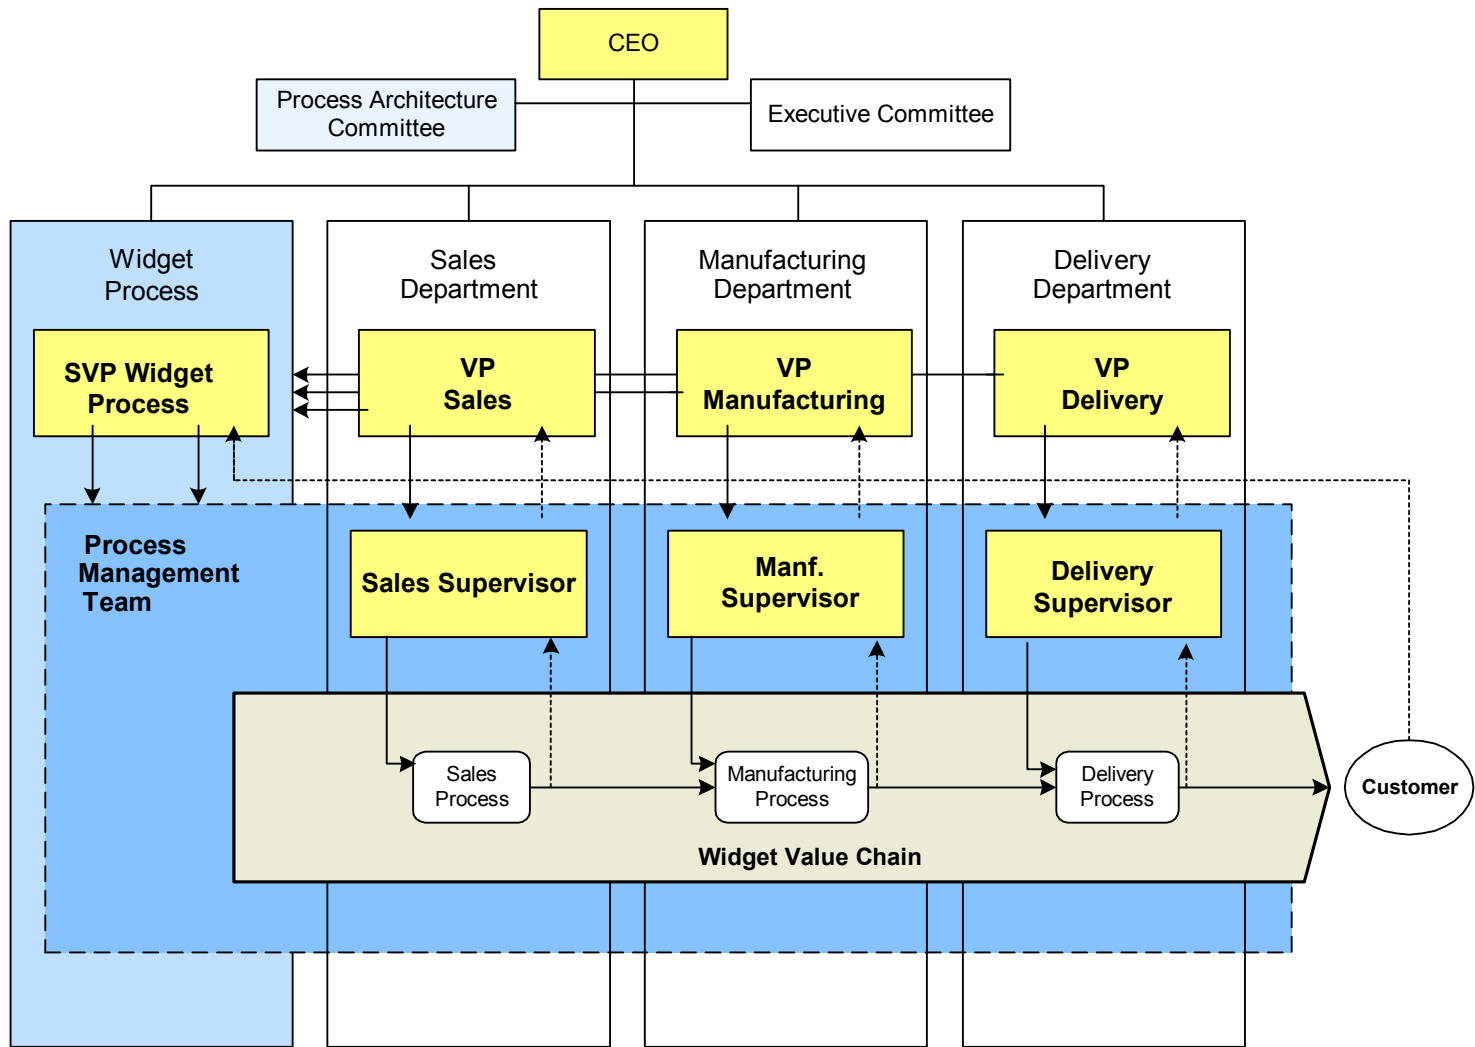 CEO
Process Architecture
Committee
Executive Committee
Widget
Process
Sales
Department
Manufacturing
Department
Delivery
Department
SVP Widget
Process
VP
Sales
VP
Manufacturing
VP
Delivery
Process
Management
Team
Sales Supervisor
Manf.
Supervisor
Delivery
Supervisor
Sales
Process
Manufacturing
Process
Delivery
Process
Customer
Widget Value Chain